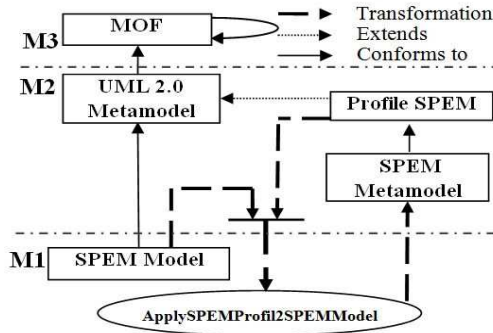 MOF
M3
Transformation
Extends
Conforms to
M2
UML 2.0
Metamodel
Profile SPEM
SPEM
Metamodel
M1
SPEM Model
ApplySPEMProfil2SPEMModel